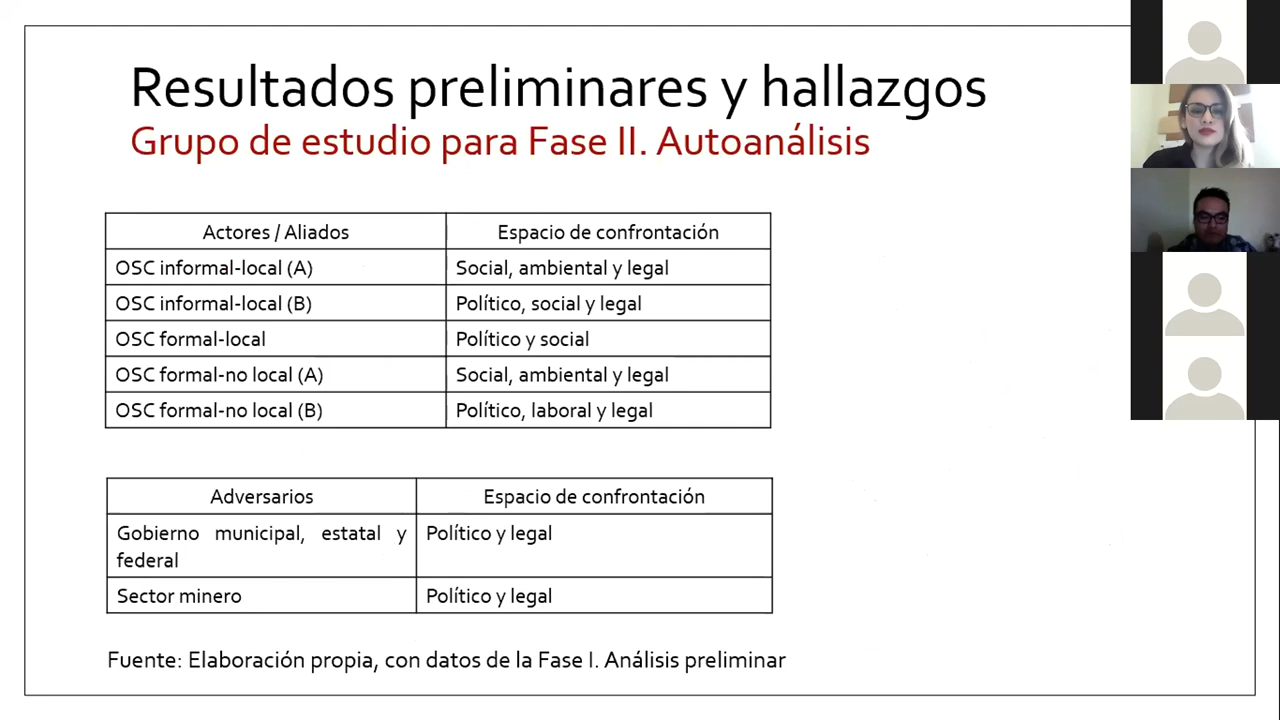 Resultados preliminares y hallazgos
Grupo de estudio para Fase II. Autoanálisis
Actores / Aliados Espacio de confrontación
OSC informal-local (A) Social, ambiental y legal
OSC informal-local (B) Político, social y legal
OSC formal-local Político y social
OSC formal-no local (A) Social, ambiental y legal
OSC formal-no local (B) Político, laboral y legal
Adversarios Espacio de confrontación
Gobierno municipal, estatal y Político y legal
federal
Sector minero Político y legal
Fuente: Elaboración propia, con datos de la Fase I. Análisis preliminar